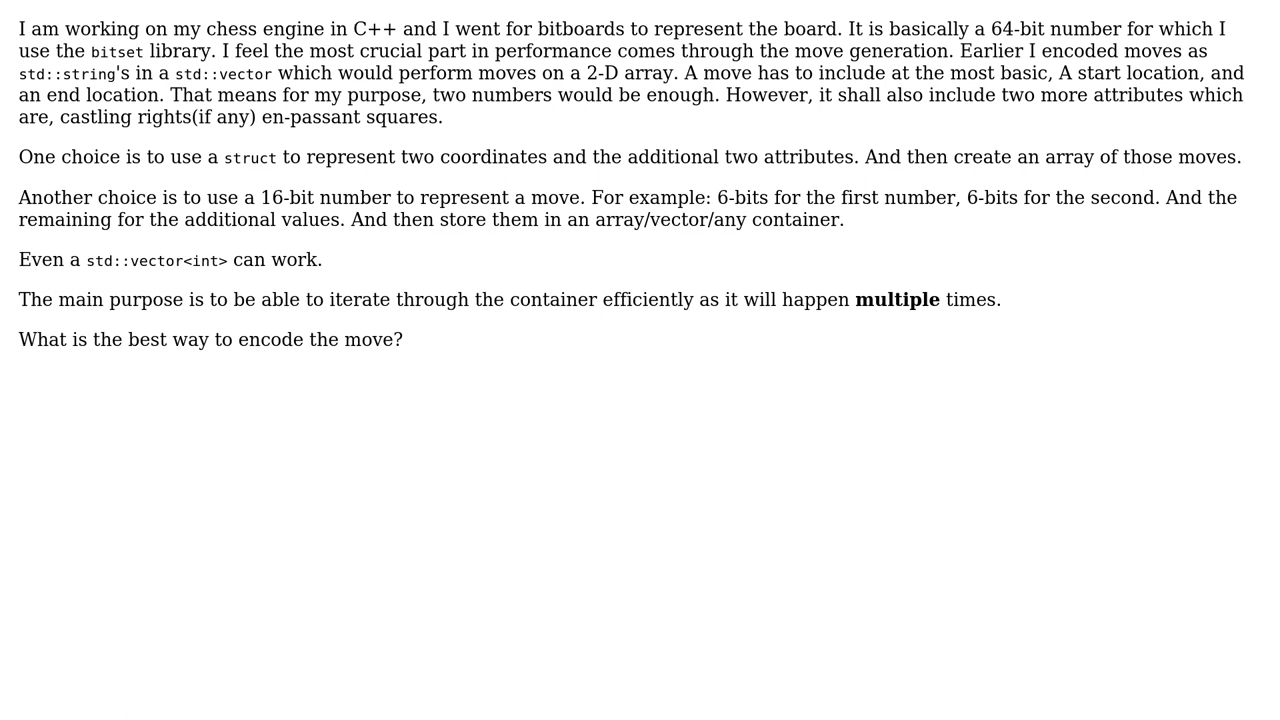 I am working on my chess engine in C++ and I went for bitboards to represent the board. It is basically a 64-bit number for which I
use the bitset library. I feel the most crucial part in performance comes through the move generation. Earlier I encoded moves as
std::string's in a std::vector which would perform moves on a 2-D array. A move has to include at the most basic, A start location, and
an end location. That means for my purpose, two numbers would be enough. However, it shall also include two more attributes which
are, castling rights(if any) en-passant squares.
One choice is to use a struct to represent two coordinates and the additional two attributes. And then create an array of those moves.
Another choice is to use a 16-bit number to represent a move. For example: 6-bits for the first number, 6-bits for the second. And the
remaining for the additional values. And then store them in an array/vector/any container.
Even a std::vector<int> can work.
The main purpose is to be able to iterate through the container efficiently as it will happen multiple times.
What is the best way to encode the move?